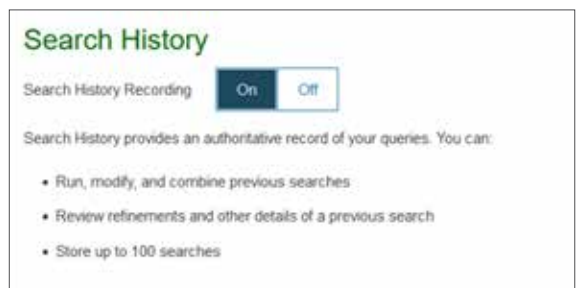 Search History
Search History Recording On Off
Search History provides an authoritative record of your queries. You can:
• Run, modify, and combine previous searches
• Review refinements and other details of a previous search
• Store up to 100 searches